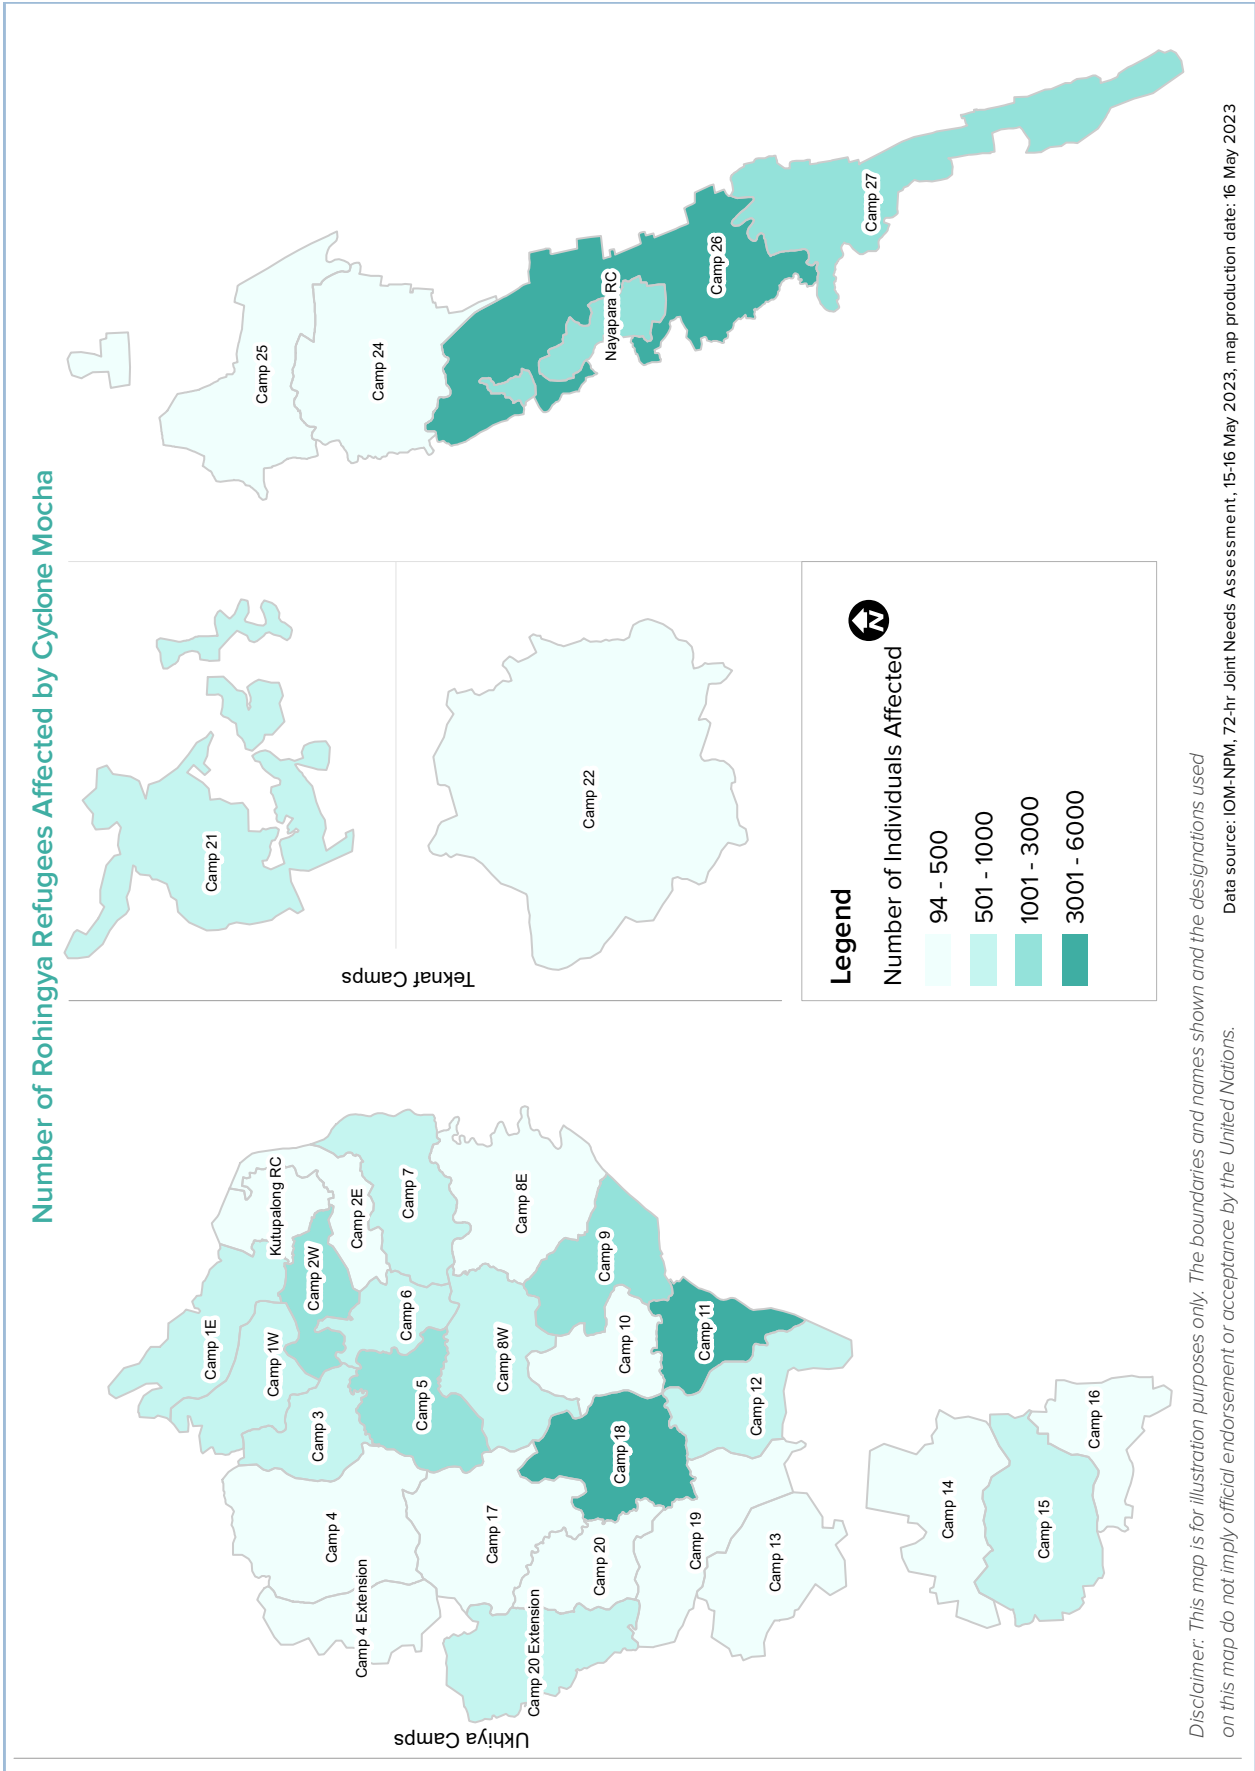 Number of Rohingya Refugees Affected by Cyclone Mocha
Ukhiya Camps
Camp 1E
Camp 1W
Kutupalong RC
Camp 2W
Camp 2E
Camp 3
Camp 4
Camp 4 Extension
Camp 5
Camp 6
Camp 7
Camp 8W
Camp 8E
Camp 9
Camp 10
Camp 11
Camp 12
Camp 17
Camp 18
Camp 20
Camp 20 Extension
Camp 19
Camp 13
Camp 14
Camp 15
Camp 16
Teknaf Camps
Camp 21
Camp 22
Camp 25
Camp 24
Nayapara RC
Camp 26
Camp 27
Legend
Number of Individuals Affected
N
94 - 500
501 - 1000
1001 - 3000
3001 - 6000
Disclaimer: This map is for illustration purposes only. The boundaries and names shown and the designations used
on this map do not imply official endorsement or acceptance by the United Nations.
Data source: IOM-NPM, 72-hr Joint Needs Assessment, 15-16 May 2023, map production date: 16 May 2023